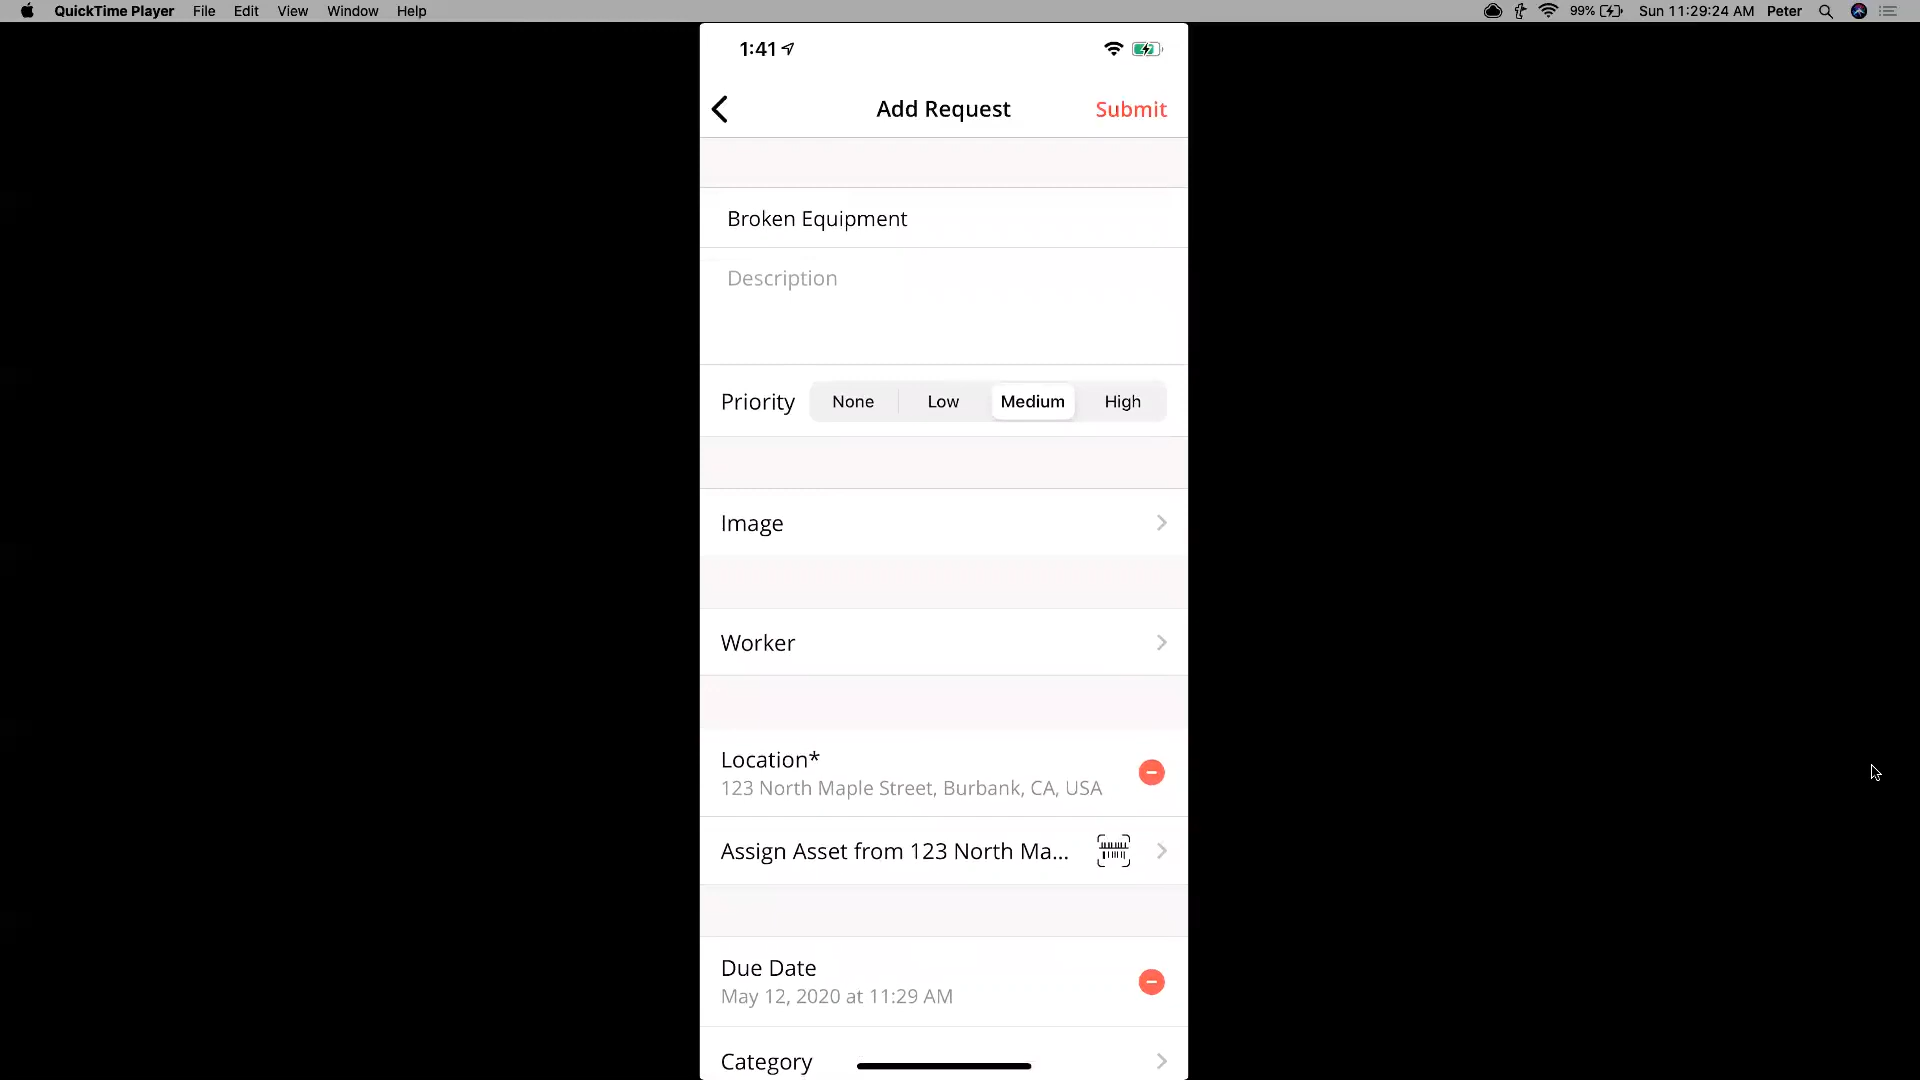 QuickTime Player File Edit View Window Help 99% Sun 11:29:24 AM Peter
1:41
Add Request Submit
Broken Equipment
Description
Priority None Low Medium High
Image
Worker
Location*
123 North Maple Street, Burbank, CA, USA
Assign Asset from 123 North Ma...
Due Date
May 12, 2020 at 11:29 AM
Category